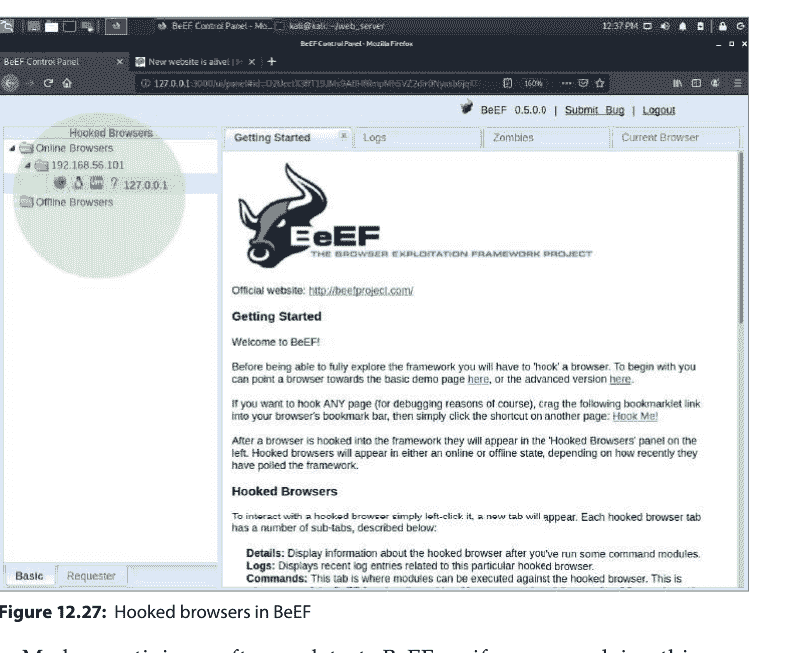 BeEF Control Panel - Mo...
kali@kali: ~/web_server
12:37 PM
BeEF Control Panel - Mozilla Firefox
BeEF Control Panel
New website is alive!
127.0.0.1
160%
BeEF 0.5.0.0 | Submit Bug | Logout
Hooked Browsers
Online Browsers
192.168.56.101
? 127.0.0.1
Offline Browsers
Basic
Requester
Getting Started
Logs
Zombies
Current Browser
BeEF
THE BROWSER EXPLOITATION FRAMEWORK PROJECT
Official website: http://beefproject.com/
Getting Started
Welcome to BeEF!
Before being able to fully explore the framework you will have to 'hook' a browser. To begin with you
can point a browser towards the basic demo page here, or the advanced version here.
If you want to hook ANY page (for debugging reasons of course), drag the following bookmarklet link
into your browser's bookmark bar, then simply click the shortcut on another page: Hook Me!
After a browser is hooked into the framework they will appear in the 'Hooked Browsers' panel on the
left. Hooked browsers will appear in either an online or offline state, depending on how recently they
have polled the framework.
Hooked Browsers
To interact with a hooked browser simply left-click it, a new tab will appear. Each hooked browser tab
has a number of sub-tabs, described below:
Details: Display information about the hooked browser after you've run some command modules.
Logs: Displays recent log entries related to this particular hooked browser.
Commands: This tab is where modules can be executed against the hooked browser. This is
Figure 12.27: Hooked browsers in BeEF